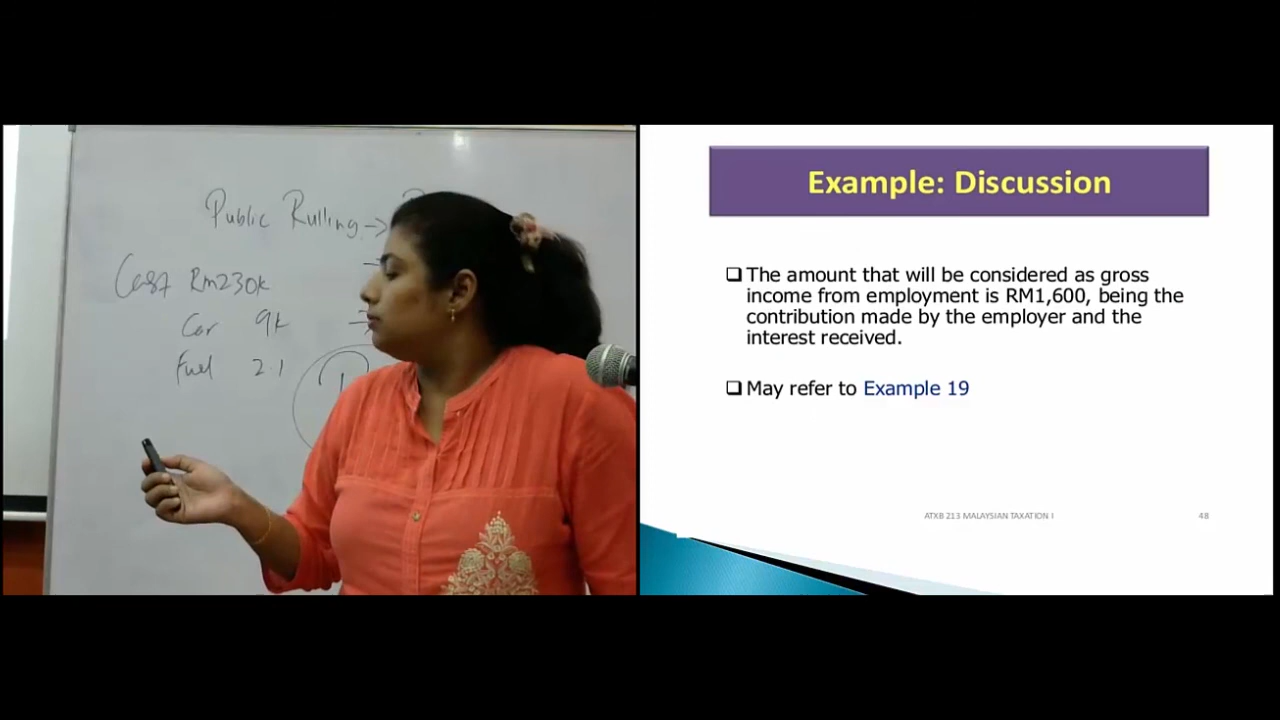 Public Rulling →
Cost Rm230k
Car 9k
Fuel 2.1
Example: Discussion
❑ The amount that will be considered as gross
income from employment is RM1,600, being the
contribution made by the employer and the
interest received.
❑ May refer to Example 19
ATXB 213 MALAYSIAN TAXATION I 48